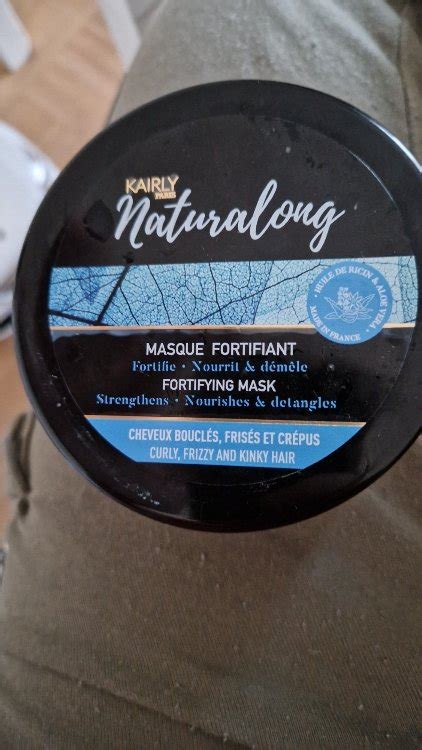 KAIRLY
PARIS
Naturalong
HUILE DE RICIN & ALOE VERA
MADE IN FRANCE
MASQUE FORTIFIANT
Fortifie • Nourrit & démêle
FORTIFYING MASK
Strengthens • Nourishes & detangles
CHEVEUX BOUCLÉS, FRISÉS ET CRÉPUS
CURLY, FRIZZY AND KINKY HAIR